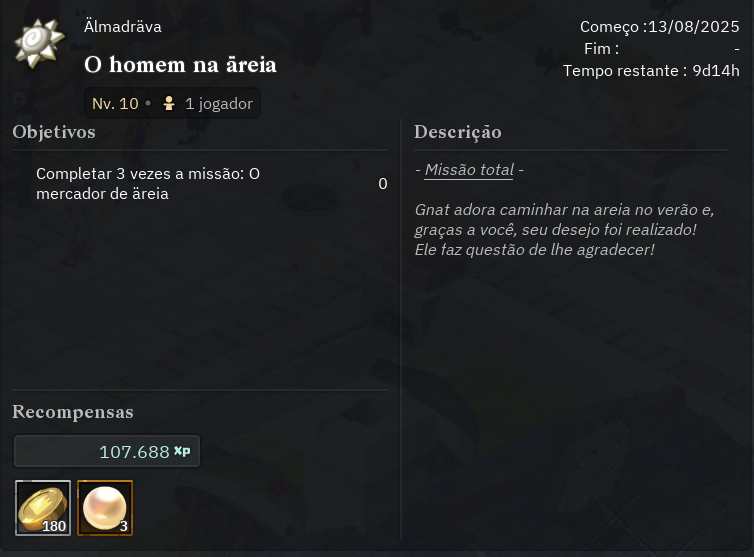 Älmadräva
O homem na äreia
Nv. 10 • 1 jogador
Começo :13/08/2025
Fim : -
Tempo restante : 9d14h
Objetivos
Completar 3 vezes a missão: O
mercador de äreia
0
Descrição
- Missão total -
Gnat adora caminhar na areia no verão e,
graças a você, seu desejo foi realizado!
Ele faz questão de lhe agradecer!
Recompensas
107.688 XP
180
3